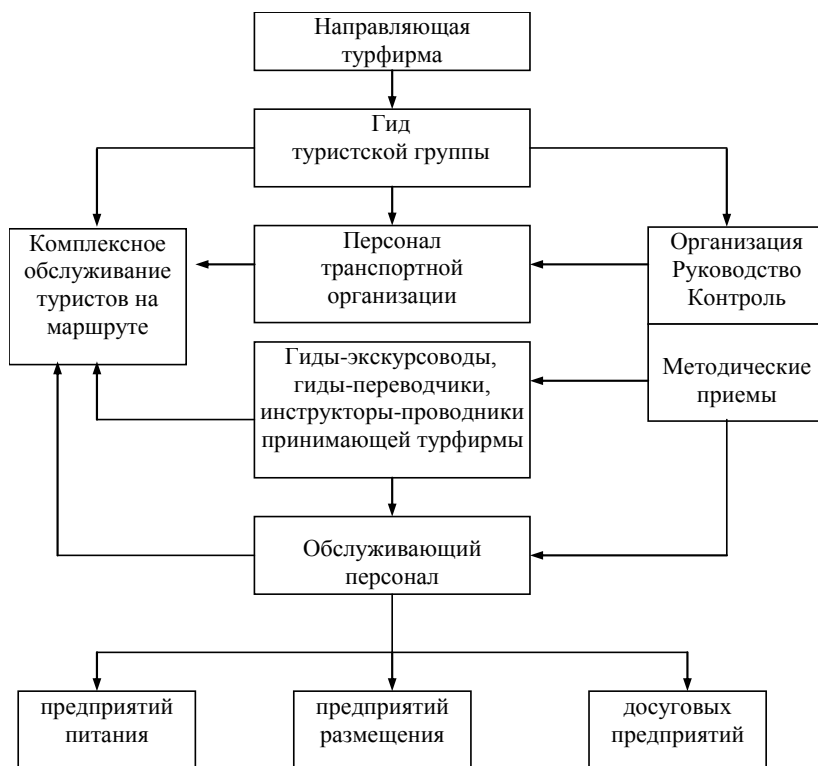 Направляющая
турфирма
Гид
туристской группы
Комплексное
обслуживание
туристов на
маршруте
Персонал
транспортной
организации
Организация
Руководство
Контроль
Гиды-экскурсоводы,
гиды-переводчики,
инструкторы-проводники
принимающей турфирмы
Методические
приемы
Обслуживающий
персонал
предприятий
питания
предприятий
размещения
досуговых
предприятий